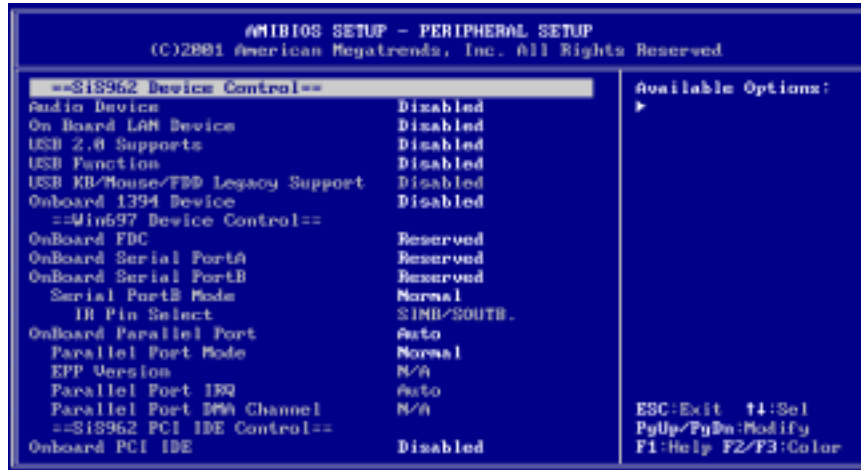 AMIBIOS SETUP - PERIPHERAL SETUP
(C)2001 American Megatrends, Inc. All Rights Reserved
==SiS962 Device Control==
Audio Device Disabled
On Board LAN Device Disabled
USB 2.0 Supports Disabled
USB Function Disabled
USB KB/Mouse/FDD Legacy Support Disabled
Onboard 1394 Device Disabled
==Win697 Device Control==
OnBoard FDC Reserved
OnBoard Serial PortA Reserved
OnBoard Serial PortB Reserved
Serial PortB Mode Normal
IR Pin Select SINB/SOUTB.
OnBoard Parallel Port Auto
Parallel Port Mode Normal
EPP Version N/A
Parallel Port IRQ Auto
Parallel Port DMA Channel N/A
==SiS962 PCI IDE Control==
Onboard PCI IDE Disabled
Available Options:
►
ESC:Exit ↑↓:Sel
PgUp/PgDn:Modify
F1:Help F2/F3:Color